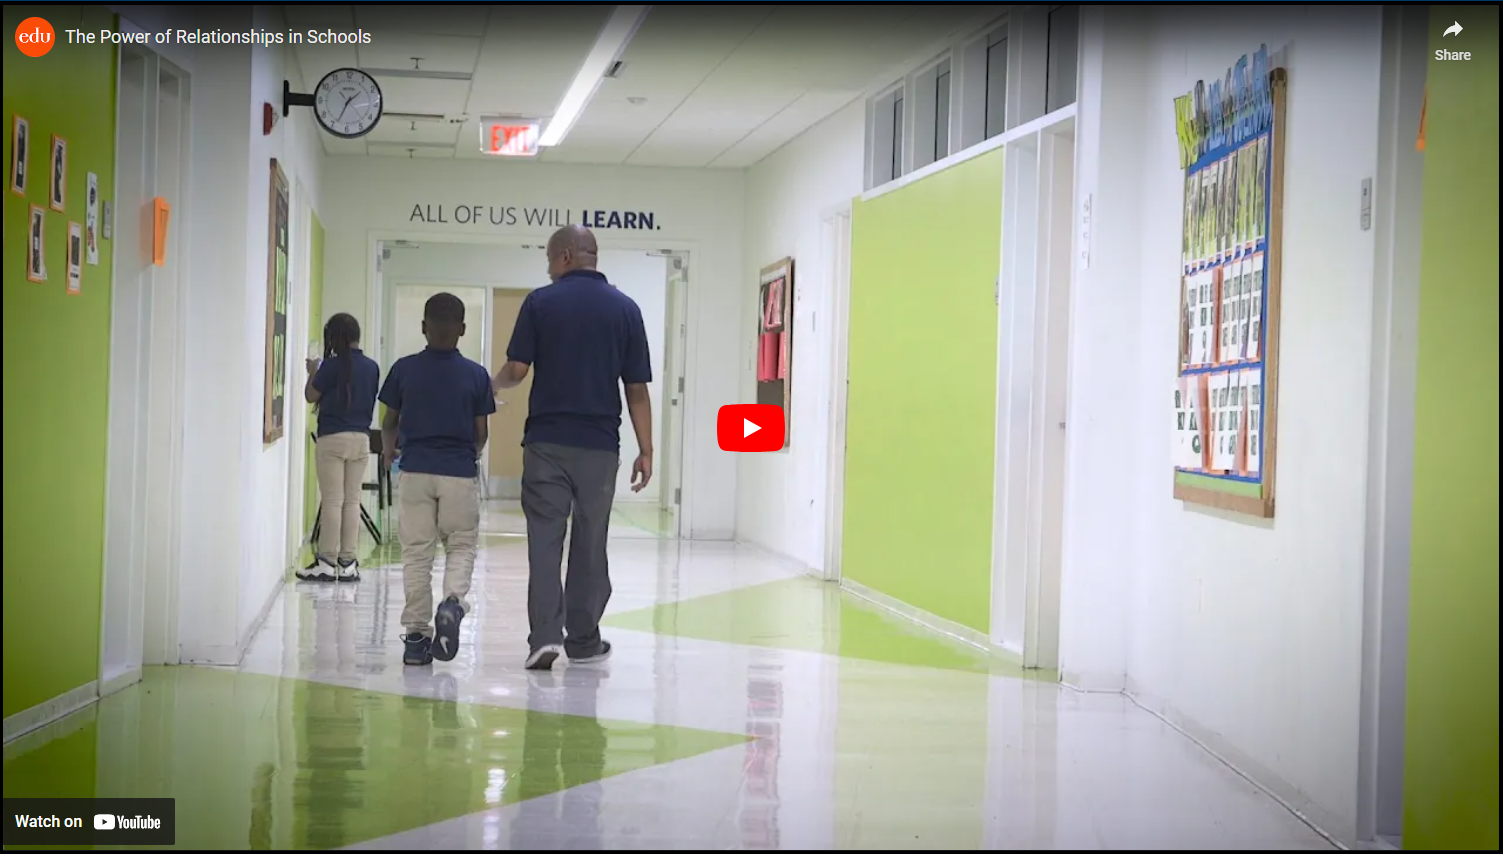 edu The Power of Relationships in Schools
Share
EXIT
ALL OF US WILL LEARN.
Watch on YouTube